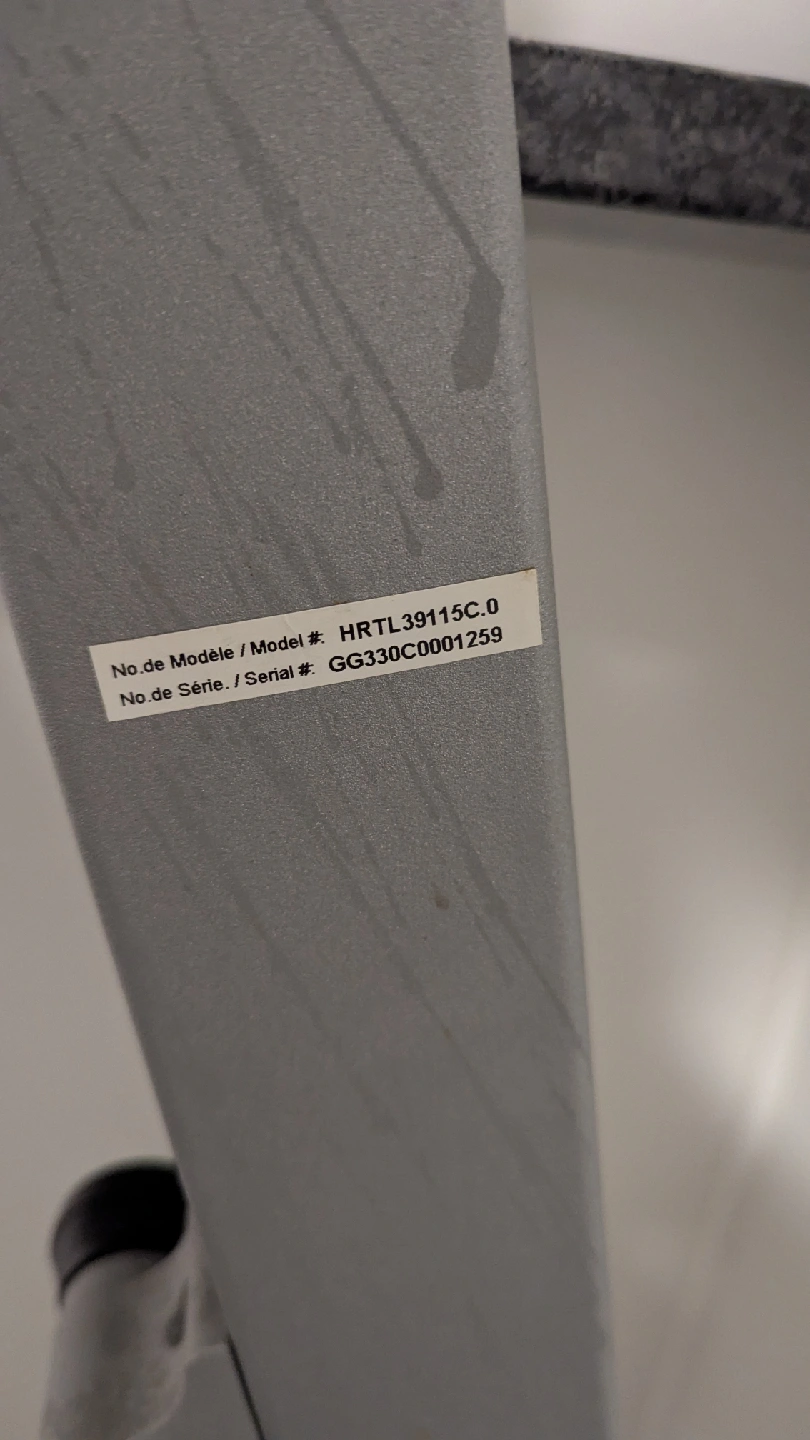 No.de Modèle / Model #: HRTL39115C.0
No.de Série. / Serial #: GG330C0001259